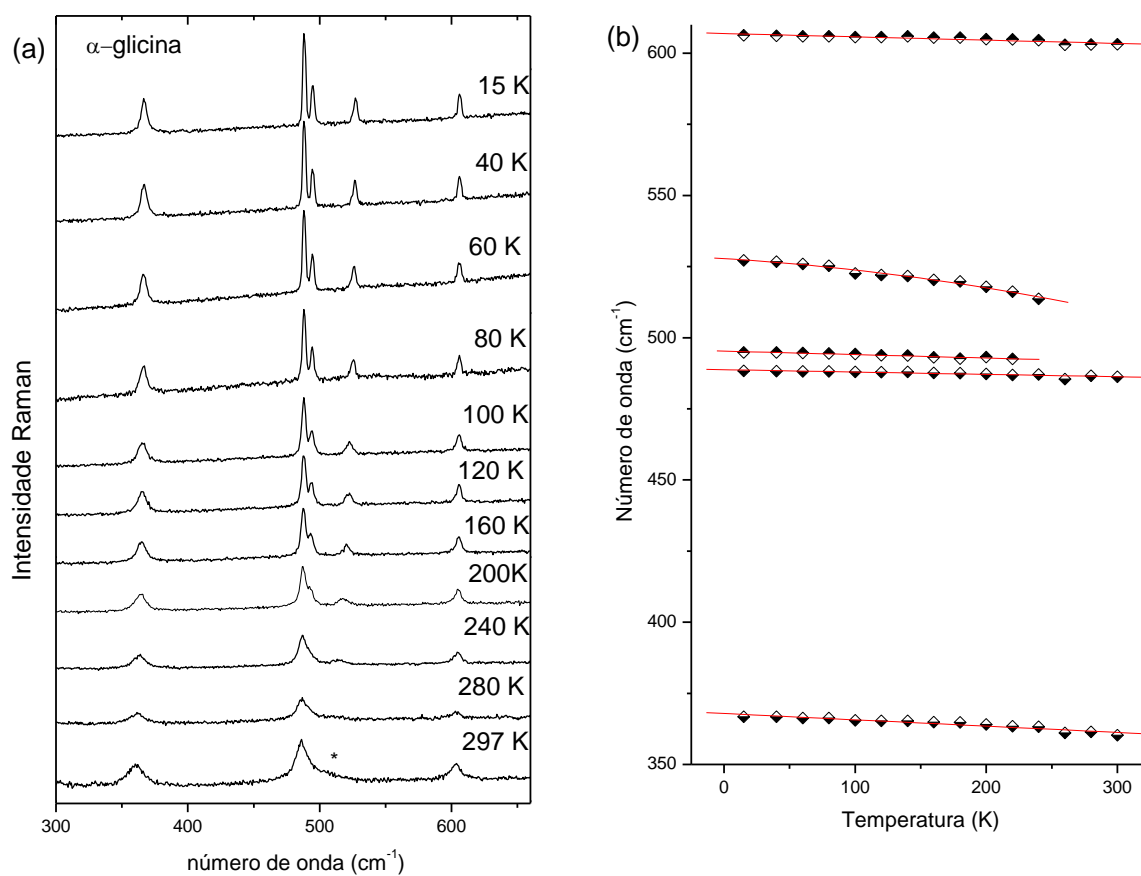 (a)
α−glicina
15 K
40 K
60 K
80 K
100 K
120 K
160 K
200K
240 K
280 K
297 K
*
Intensidade Raman
300 400 500 600
número de onda (cm⁻¹)
(b)
600
550
500
450
400
350
Número de onda (cm⁻¹)
0 100 200 300
Temperatura (K)